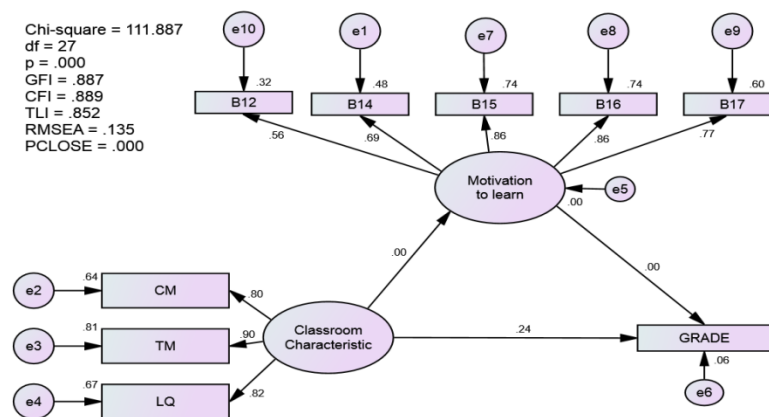 Chi-square = 111.887
df = 27
p = .000
GFI = .887
CFI = .889
TLI = .852
RMSEA = .135
PCLOSE = .000
e10
e1
e7
e8
e9
.32
.48
.74
.74
.60
B12
B14
B15
B16
B17
.56
.69
.86
.86
.77
Motivation
to learn
e5
.00
.00
.00
e2
.64
CM
.80
e3
.81
TM
.90
Classroom
Characteristic
.24
GRADE
e4
.67
LQ
.82
.06
e6